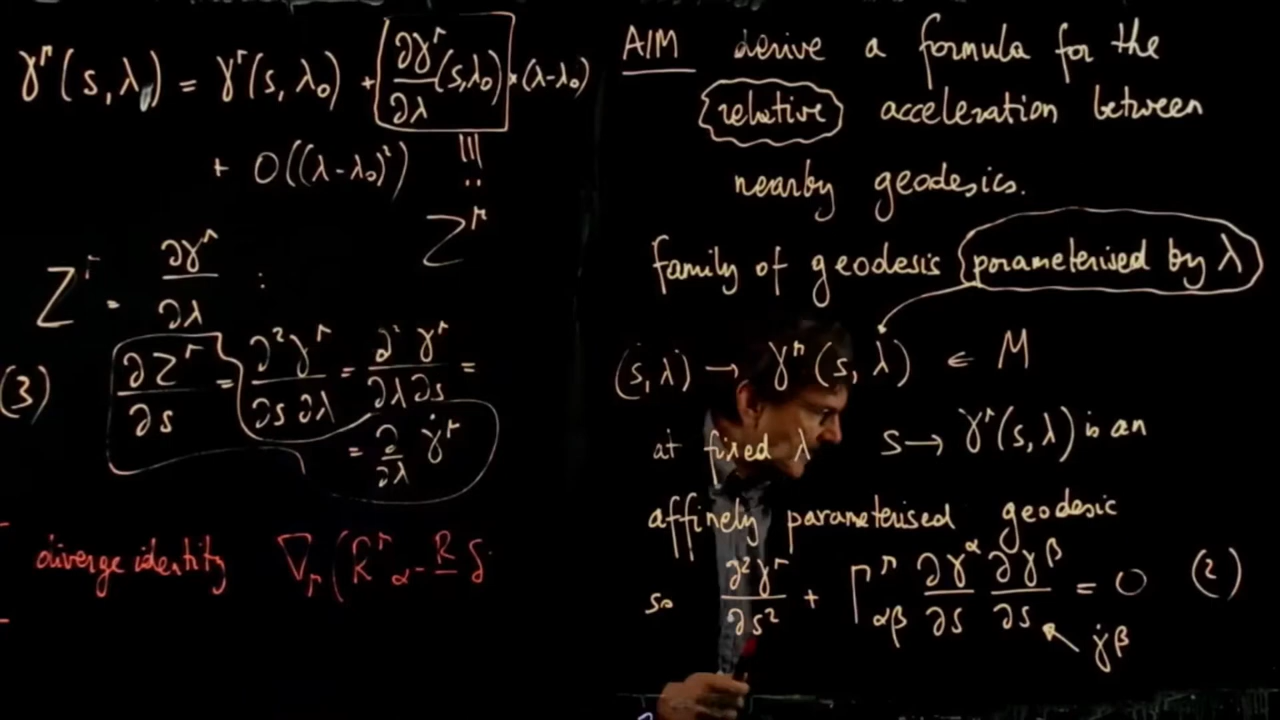 γ^μ(s,λ) = γ^μ(s,λ₀) + ∂γ^μ/∂λ (s,λ₀) · (λ-λ₀)
+ O((λ-λ₀)²)
Z^μ
Z^μ = ∂γ^μ/∂λ :
(3) ∂Z^μ/∂s = ∂²γ^μ/∂s∂λ = ∂²γ^μ/∂λ∂s =
= ∂/∂λ γ̇^μ
diverge identity ∇_μ (R^μ_α - R δ
AIM derive a formula for the
relative acceleration between
nearby geodesics.
family of geodesis parameterised by λ
(s,λ) → γ^μ(s,λ) ∈ M
at fixed λ s → γ^μ(s,λ) is an
affinely parameterised geodesic
so ∂²γ^μ/∂s² + Γ^μ_αβ ∂γ^α/∂s ∂γ^β/∂s = 0 (2)
γ̇^β